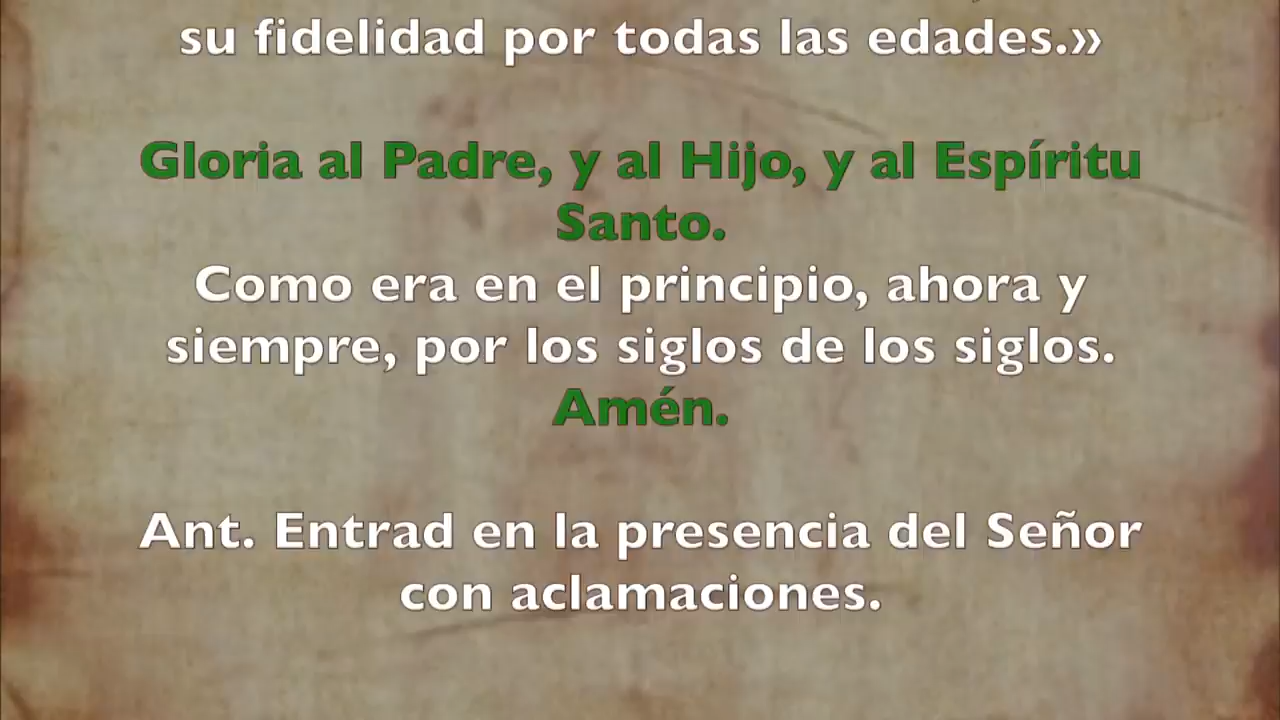 su fidelidad por todas las edades.»
Gloria al Padre, y al Hijo, y al Espíritu
Santo.
Como era en el principio, ahora y
siempre, por los siglos de los siglos.
Amén.
Ant. Entrad en la presencia del Señor
con aclamaciones.